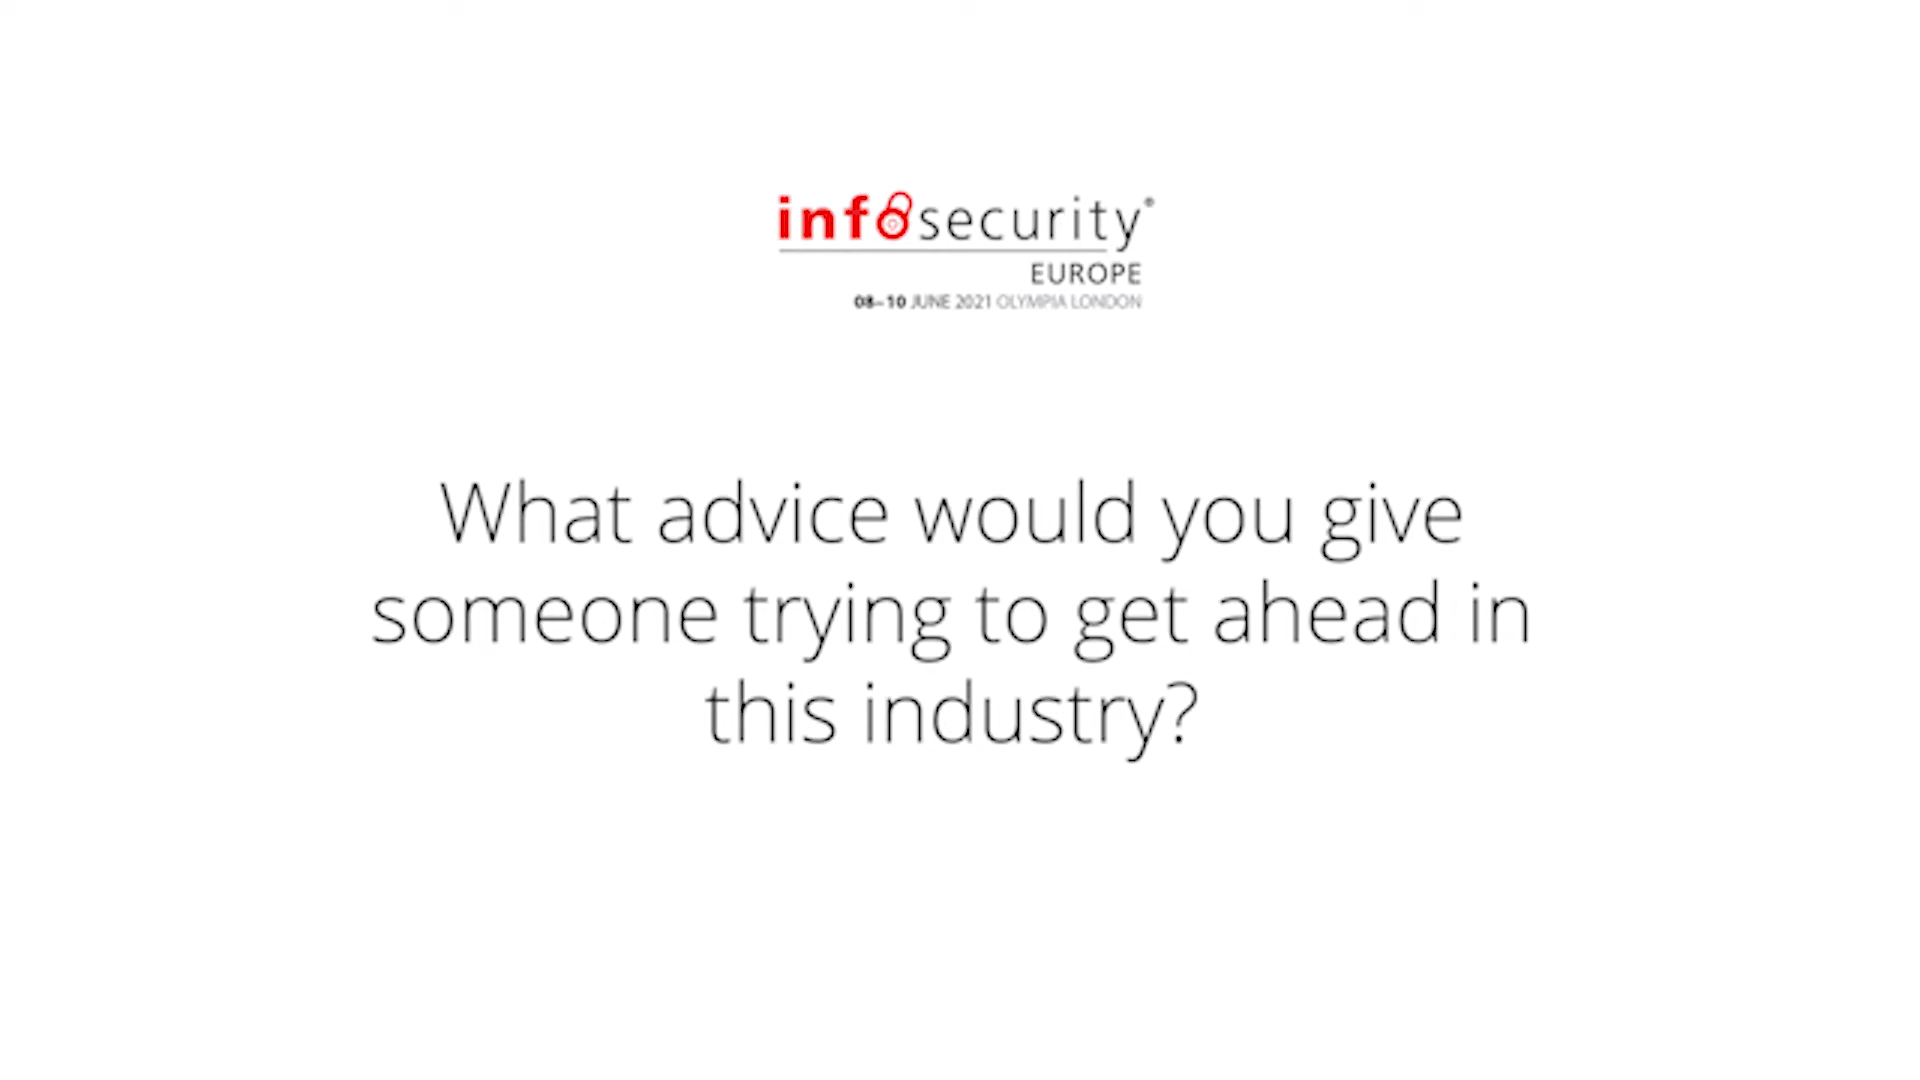 infosecurity®
EUROPE
08–10 JUNE 2021 OLYMPIA LONDON
What advice would you give
someone trying to get ahead in
this industry?